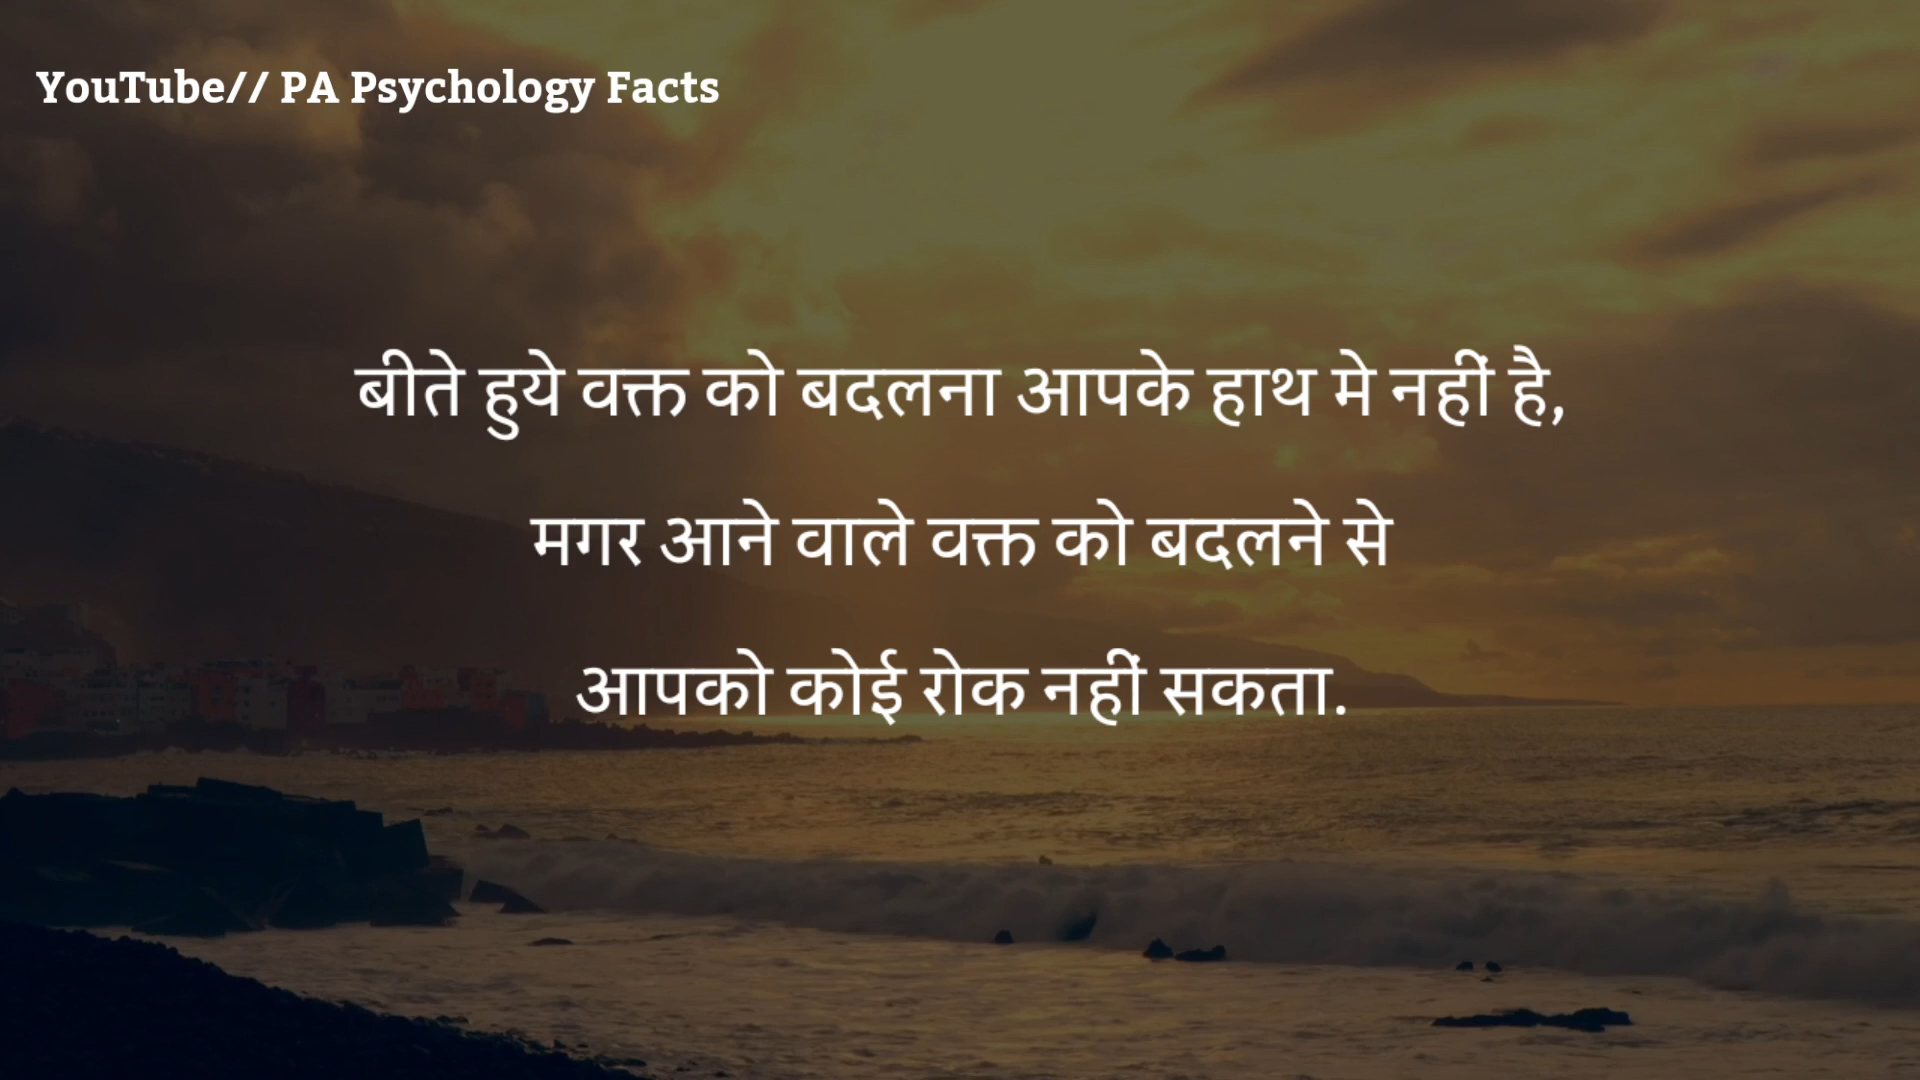 YouTube// PA Psychology Facts
बीते हुये वक्त को बदलना आपके हाथ मे नहीं है,
मगर आने वाले वक्त को बदलने से
आपको कोई रोक नहीं सकता.